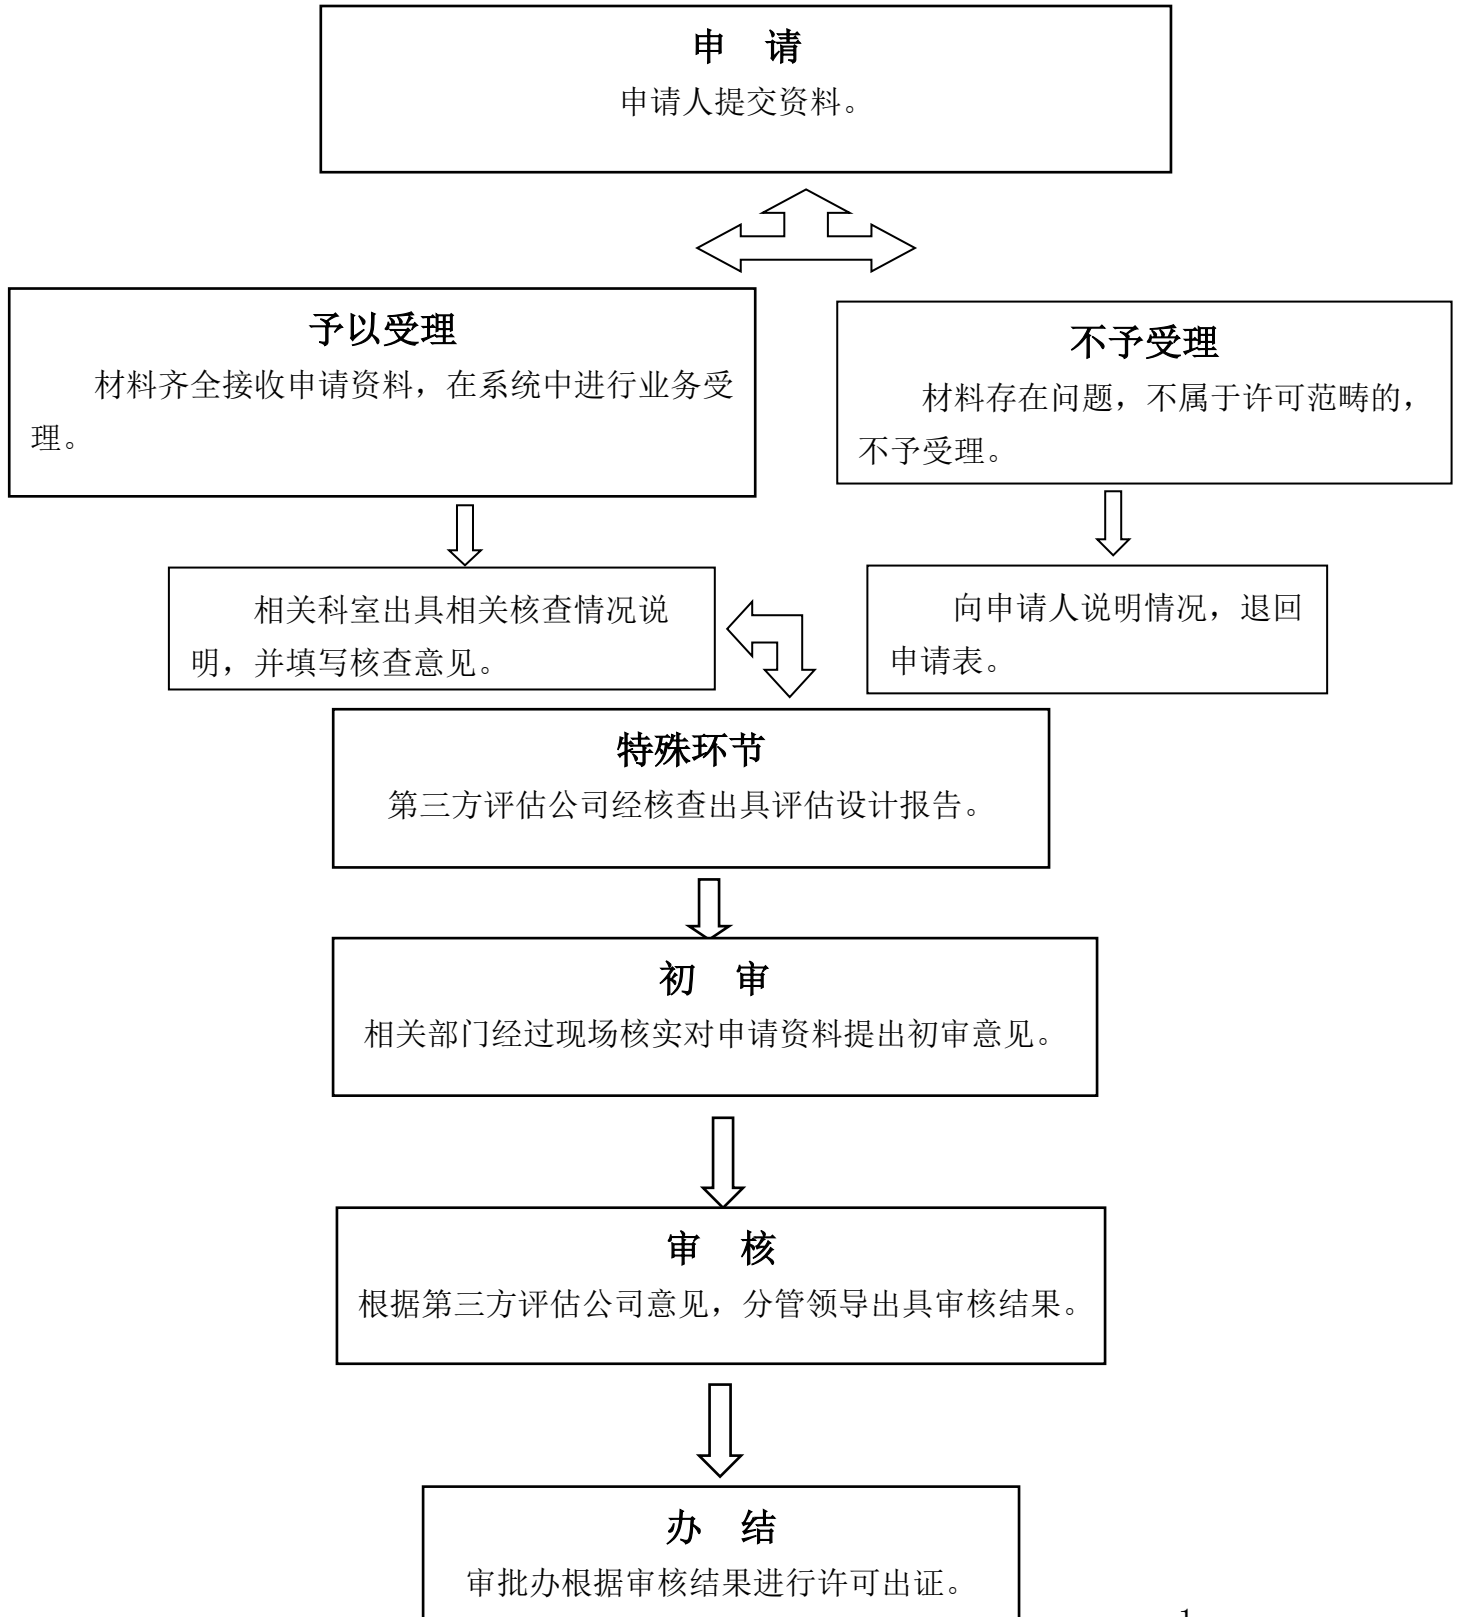 申 请
申请人提交资料。
予以受理
材料齐全接收申请资料，在系统中进行业务受
理。
不予受理
材料存在问题，不属于许可范畴的，
不予受理。
相关科室出具相关核查情况说
明，并填写核查意见。
向申请人说明情况，退回
申请表。
特殊环节
第三方评估公司经核查出具评估设计报告。
初 审
相关部门经过现场核实对申请资料提出初审意见。
审 核
根据第三方评估公司意见，分管领导出具审核结果。
办 结
审批办根据审核结果进行许可出证。
1